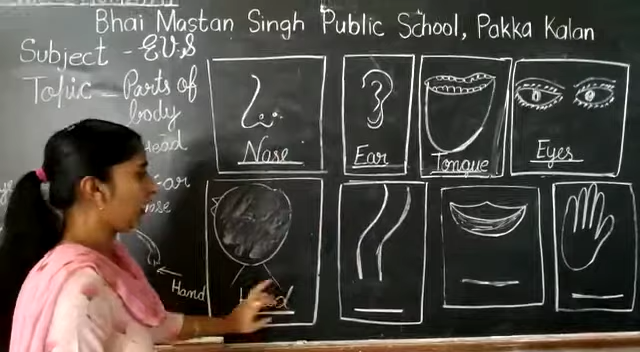 Bhai Mastan Singh Public School, Pakka Kalan
Subject - EVS
Topic - Parts of
body
Nose
Ear
Tongue
Eyes
Hand